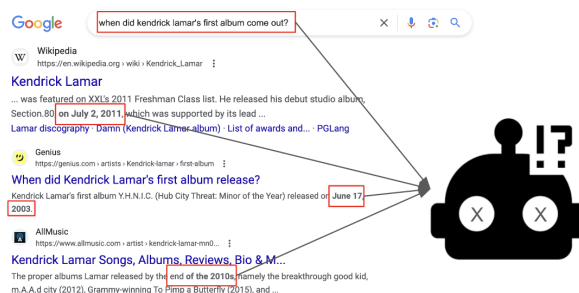 Google
when did kendrick lamar's first album come out?
Wikipedia
https://en.wikipedia.org › wiki › Kendrick_Lamar
Kendrick Lamar
... was featured on XXL's 2011 Freshman Class list. He released his debut studio album,
Section.80, on July 2, 2011, which was supported by its lead ...
Lamar discography · Damn (Kendrick Lamar album) · List of awards and... · PGLang
Genius
https://genius.com › artists › Kendrick-lamar › first-album
When did Kendrick Lamar's first album release?
Kendrick Lamar's first album Y.H.N.I.C. (Hub City Threat: Minor of the Year) released on June 17,
2003.
AllMusic
https://www.allmusic.com › artist › kendrick-lamar-mn0...
Kendrick Lamar Songs, Albums, Reviews, Bio & M...
The proper albums Lamar released by the end of the 2010s, namely the breakthrough good kid,
m.A.A.d city (2012), Grammy-winning To Pimp a Butterfly (2015), and ...
!?
X X